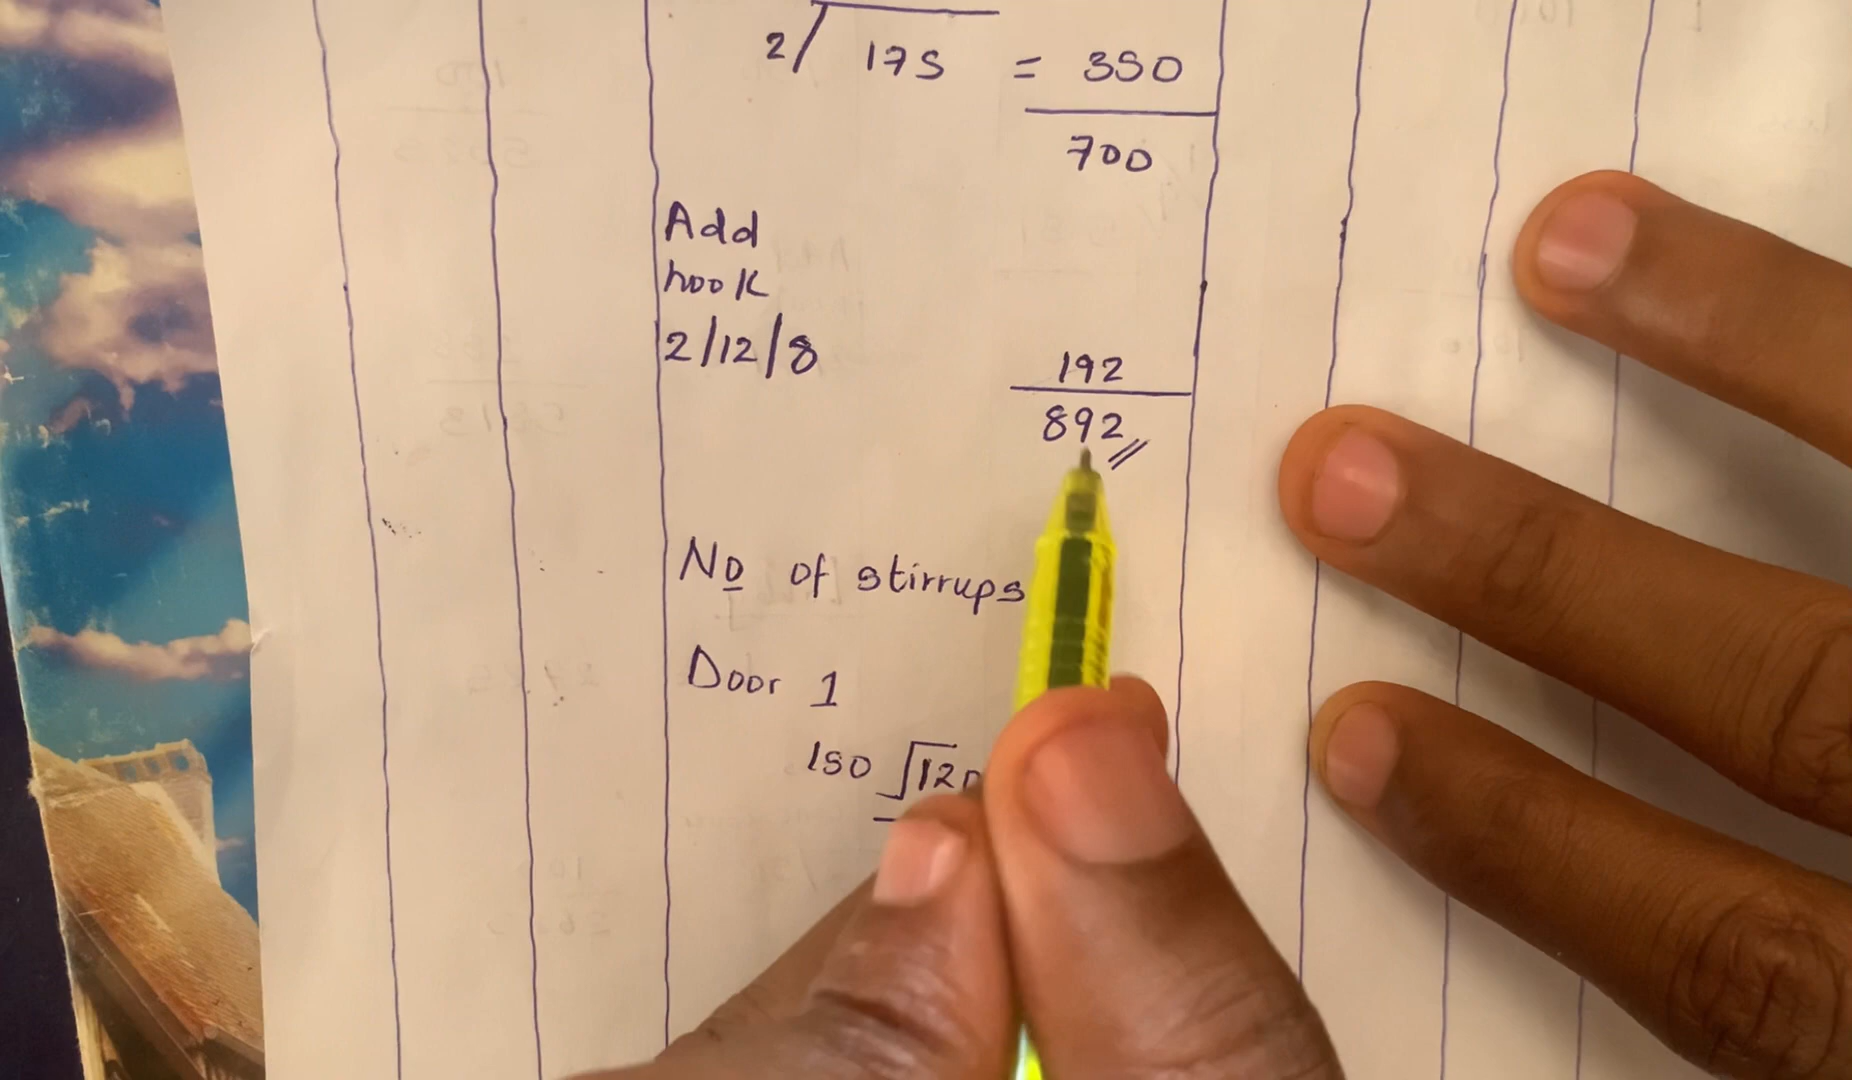 2/ 175 = 350
700
Add
hook
2/12/8
192
892
No of stirrups
Door 1
150